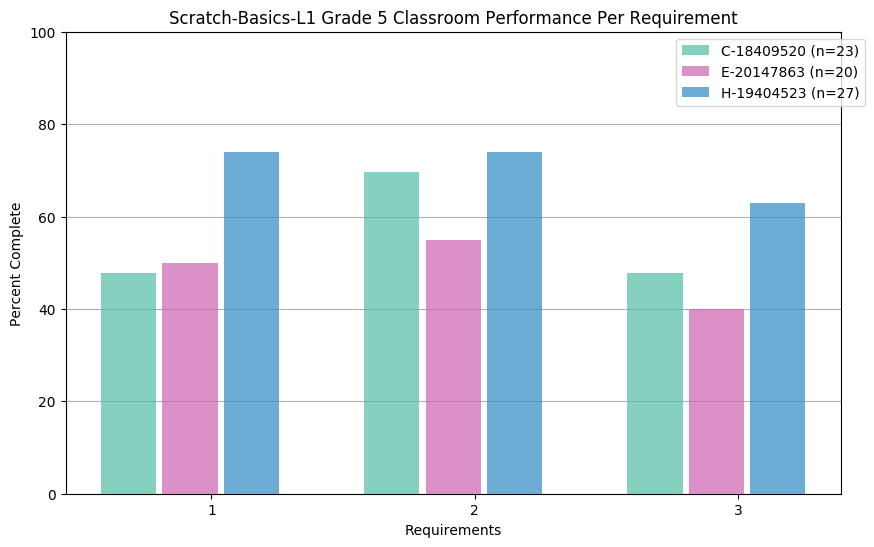 Scratch-Basics-L1 Grade 5 Classroom Performance Per Requirement
C-18409520 (n=23)
E-20147863 (n=20)
H-19404523 (n=27)
Percent Complete
100
80
60
40
20
0
1 2 3
Requirements